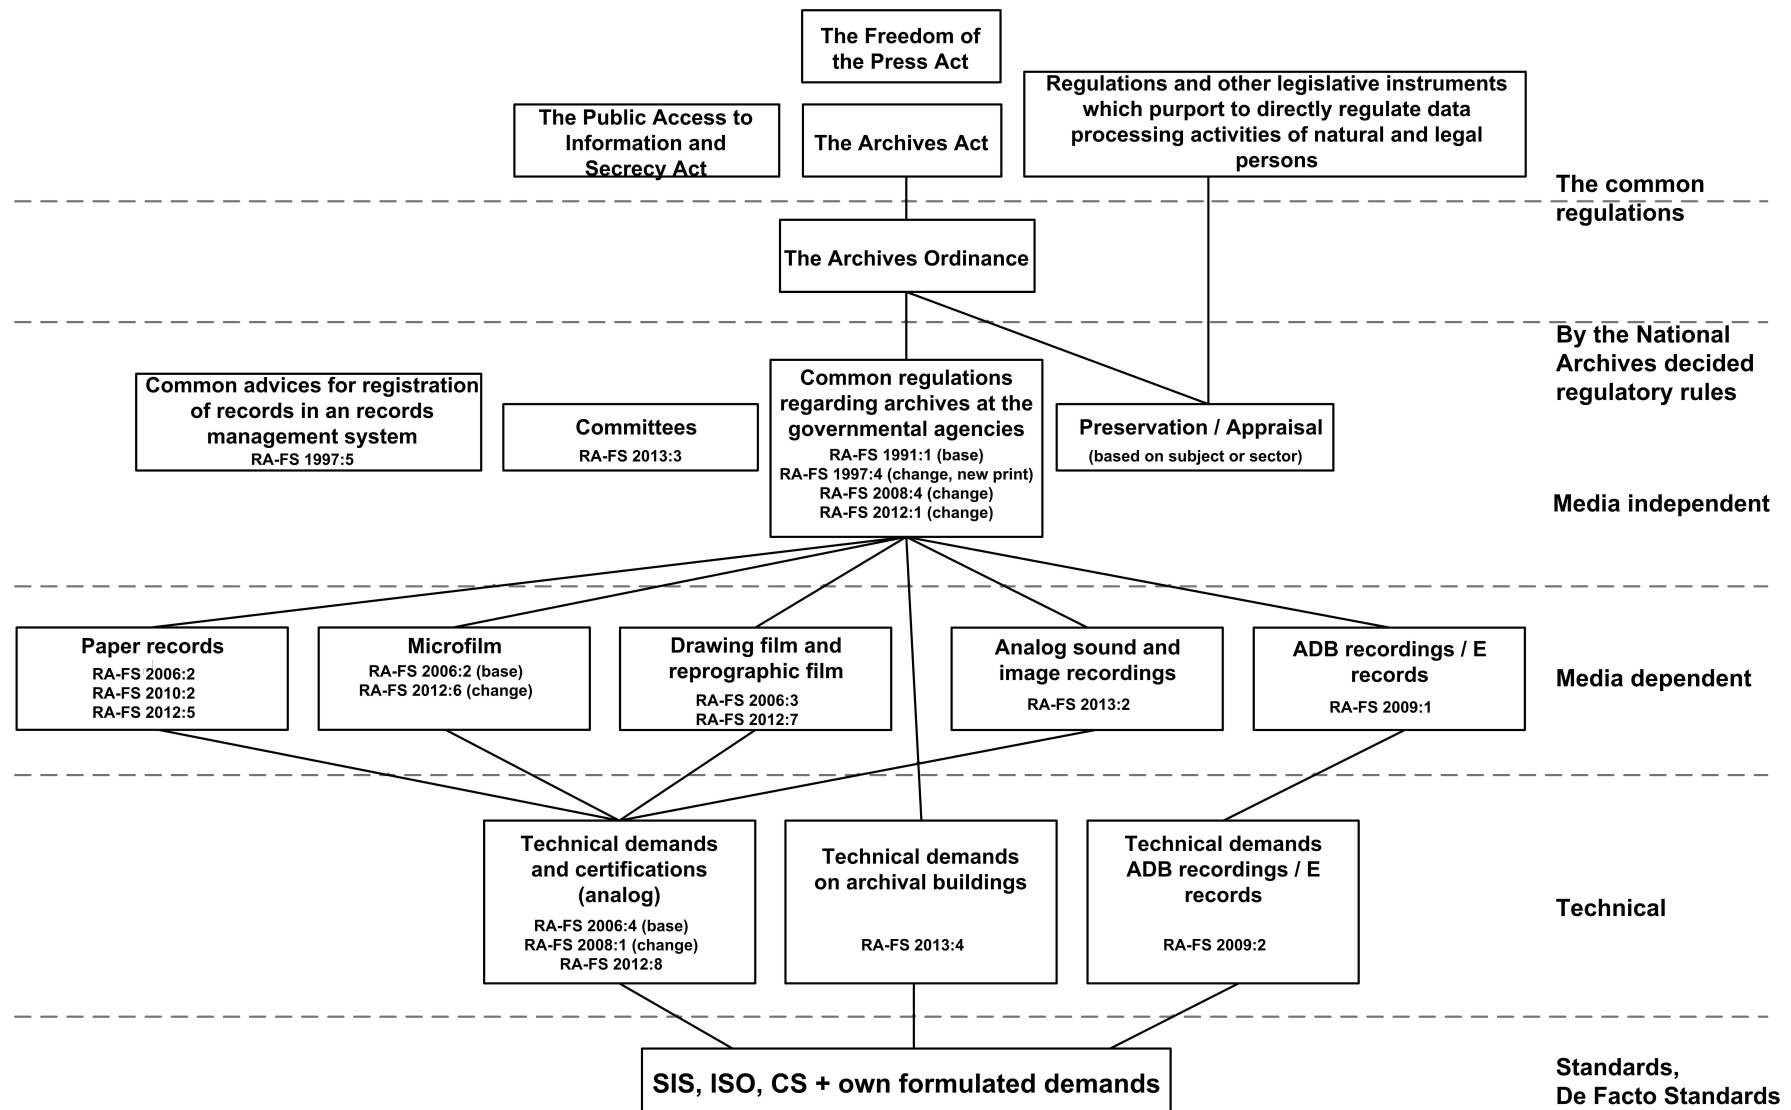 The Freedom of
the Press Act
The Public Access to
Information and
Secrecy Act
The Archives Act
Regulations and other legislative instruments
which purport to directly regulate data
processing activities of natural and legal
persons
The common
regulations
The Archives Ordinance
By the National
Archives decided
regulatory rules
Common advices for registration
of records in an records
management system
RA-FS 1997:5
Committees
RA-FS 2013:3
Common regulations
regarding archives at the
governmental agencies
RA-FS 1991:1 (base)
RA-FS 1997:4 (change, new print)
RA-FS 2008:4 (change)
RA-FS 2012:1 (change)
Preservation / Appraisal
(based on subject or sector)
Media independent
Paper records
RA-FS 2006:2
RA-FS 2010:2
RA-FS 2012:5
Microfilm
RA-FS 2006:2 (base)
RA-FS 2012:6 (change)
Drawing film and
reprographic film
RA-FS 2006:3
RA-FS 2012:7
Analog sound and
image recordings
RA-FS 2013:2
ADB recordings / E
records
RA-FS 2009:1
Media dependent
Technical demands
and certifications
(analog)
RA-FS 2006:4 (base)
RA-FS 2008:1 (change)
RA-FS 2012:8
Technical demands
on archival buildings
RA-FS 2013:4
Technical demands
ADB recordings / E
records
RA-FS 2009:2
Technical
SIS, ISO, CS + own formulated demands
Standards,
De Facto Standards